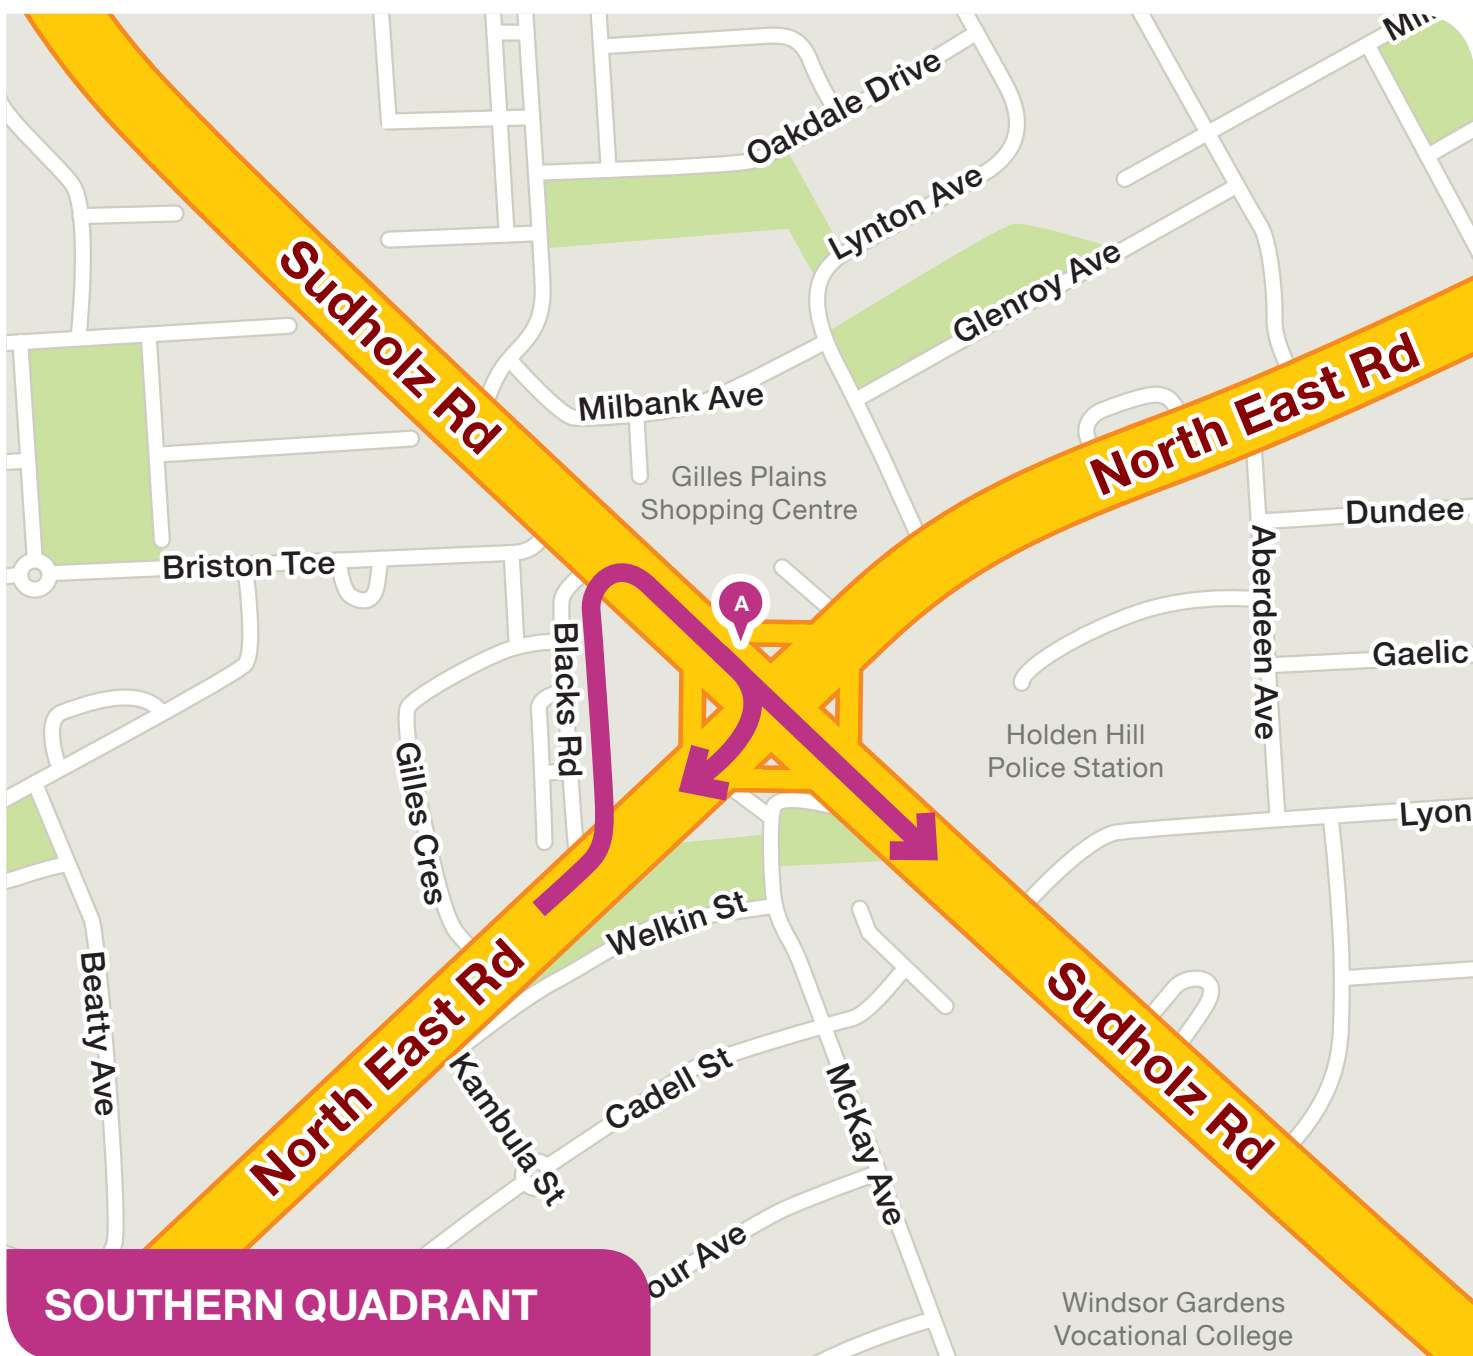 Oakdale Drive
Lynton Ave
Glenroy Ave
Sudholz Rd
North East Rd
Milbank Ave
Gilles Plains
Shopping Centre
Dundee
Briston Tce
Aberdeen Ave
A
Blacks Rd
Gaelic
Holden Hill
Police Station
Gilles Cres
Lyon
Welkin St
Beatty Ave
North East Rd
Sudholz Rd
Kambula St
Cadell St
McKay Ave
our Ave
SOUTHERN QUADRANT
Windsor Gardens
Vocational College